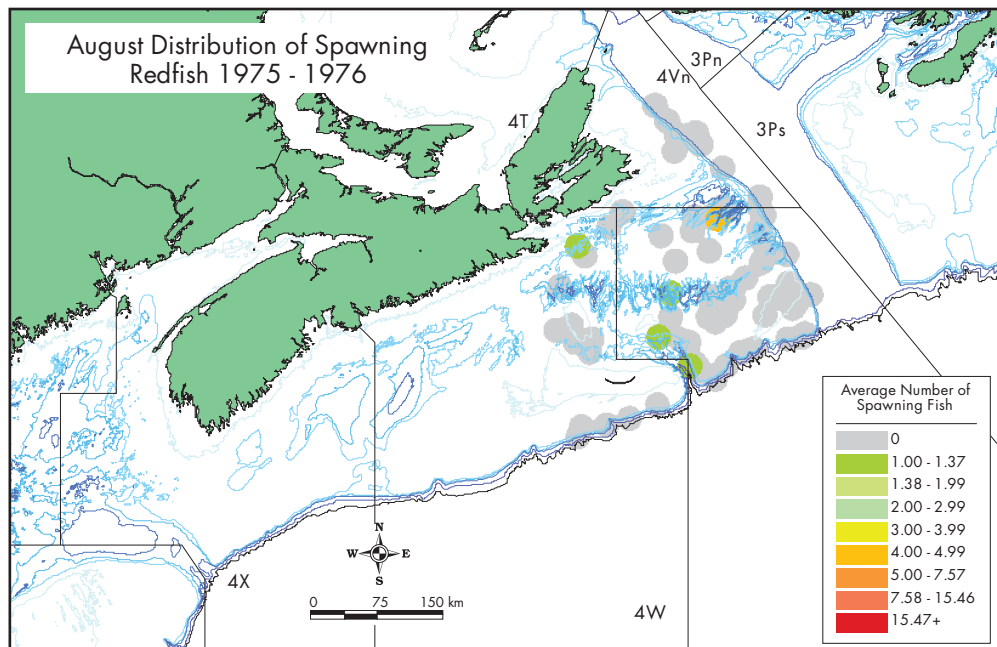 August Distribution of Spawning
Redfish 1975 - 1976
3Pn
4Vn
3Ps
4T
Average Number of
Spawning Fish
0
1.00 - 1.37
1.38 - 1.99
2.00 - 2.99
3.00 - 3.99
4.00 - 4.99
5.00 - 7.57
7.58 - 15.46
15.47+
N
W E
S
4X
0 75 150 km
4W